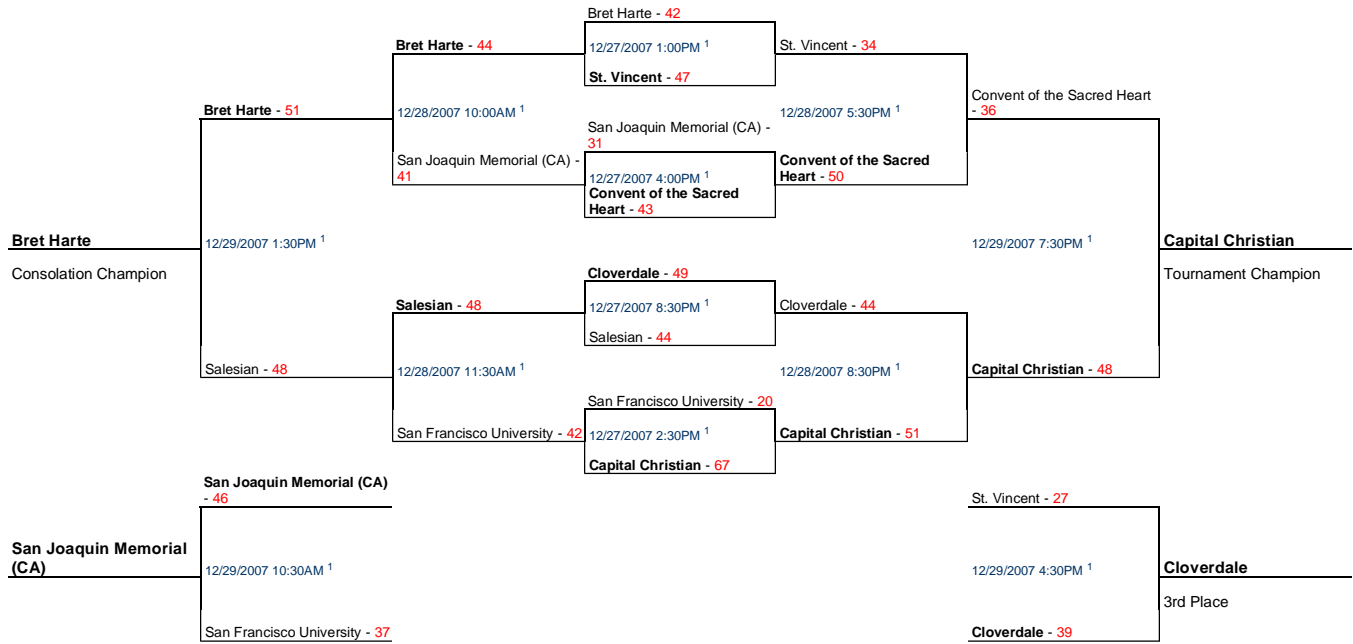 Bret Harte - 42
Bret Harte - 44
12/27/2007 1:00PM 1
St. Vincent - 34
St. Vincent - 47
Convent of the Sacred Heart
- 36
Bret Harte - 51
12/28/2007 10:00AM 1
12/28/2007 5:30PM 1
San Joaquin Memorial (CA) -
31
San Joaquin Memorial (CA) -
41
12/27/2007 4:00PM 1
Convent of the Sacred
Heart - 50
Convent of the Sacred
Heart - 43
Bret Harte
12/29/2007 1:30PM 1
12/29/2007 7:30PM 1
Capital Christian
Consolation Champion
Tournament Champion
Cloverdale - 49
Salesian - 48
12/27/2007 8:30PM 1
Cloverdale - 44
Salesian - 44
Salesian - 48
12/28/2007 11:30AM 1
12/28/2007 8:30PM 1
Capital Christian - 48
San Francisco University - 20
San Francisco University - 42
12/27/2007 2:30PM 1
Capital Christian - 51
Capital Christian - 67
San Joaquin Memorial (CA)
- 46
St. Vincent - 27
San Joaquin Memorial
(CA)
12/29/2007 10:30AM 1
12/29/2007 4:30PM 1
Cloverdale
3rd Place
San Francisco University - 37
Cloverdale - 39